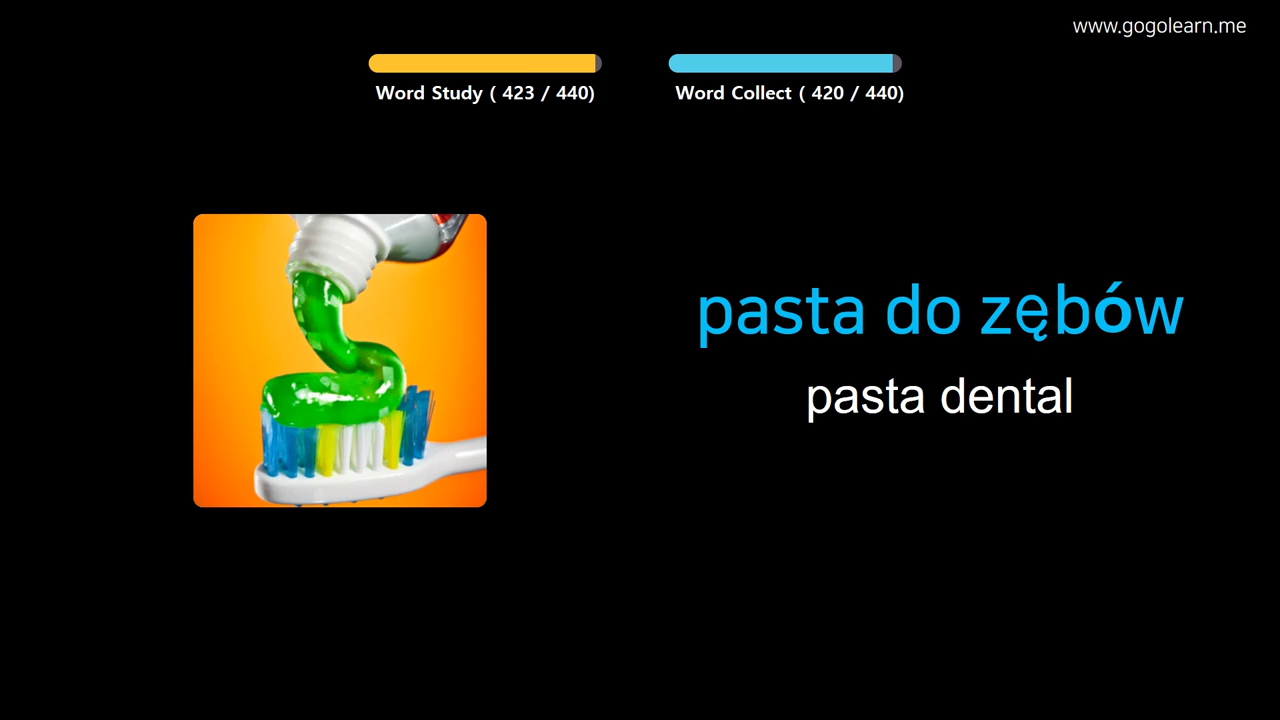 www.gogolearn.me
Word Study ( 423 / 440)
Word Collect ( 420 / 440)
pasta do zębów
pasta dental